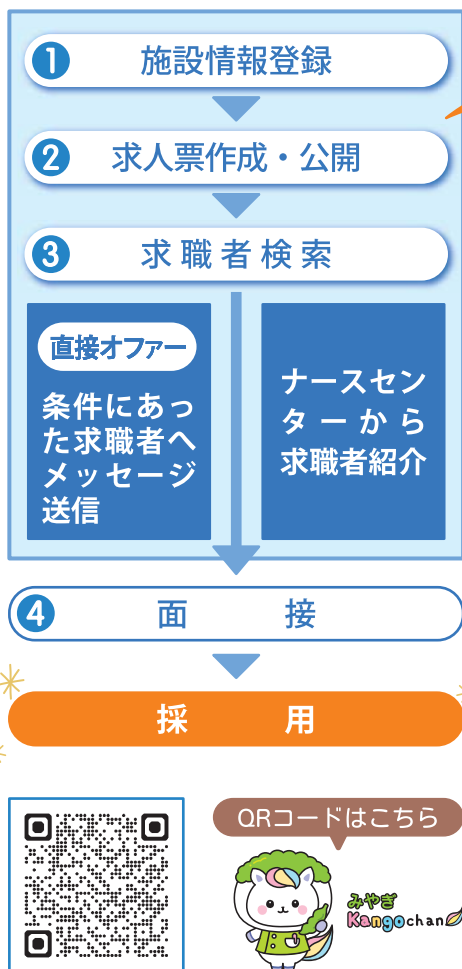 ❶ 施設情報登録
❷ 求人票作成・公開
❸ 求職者検索
直接オファー
条件にあっ
た求職者へ
メッセージ
送信
ナースセン
ターから
求職者紹介
❹ 面接
採用
QRコードはこちら
みやぎ
Kangochan